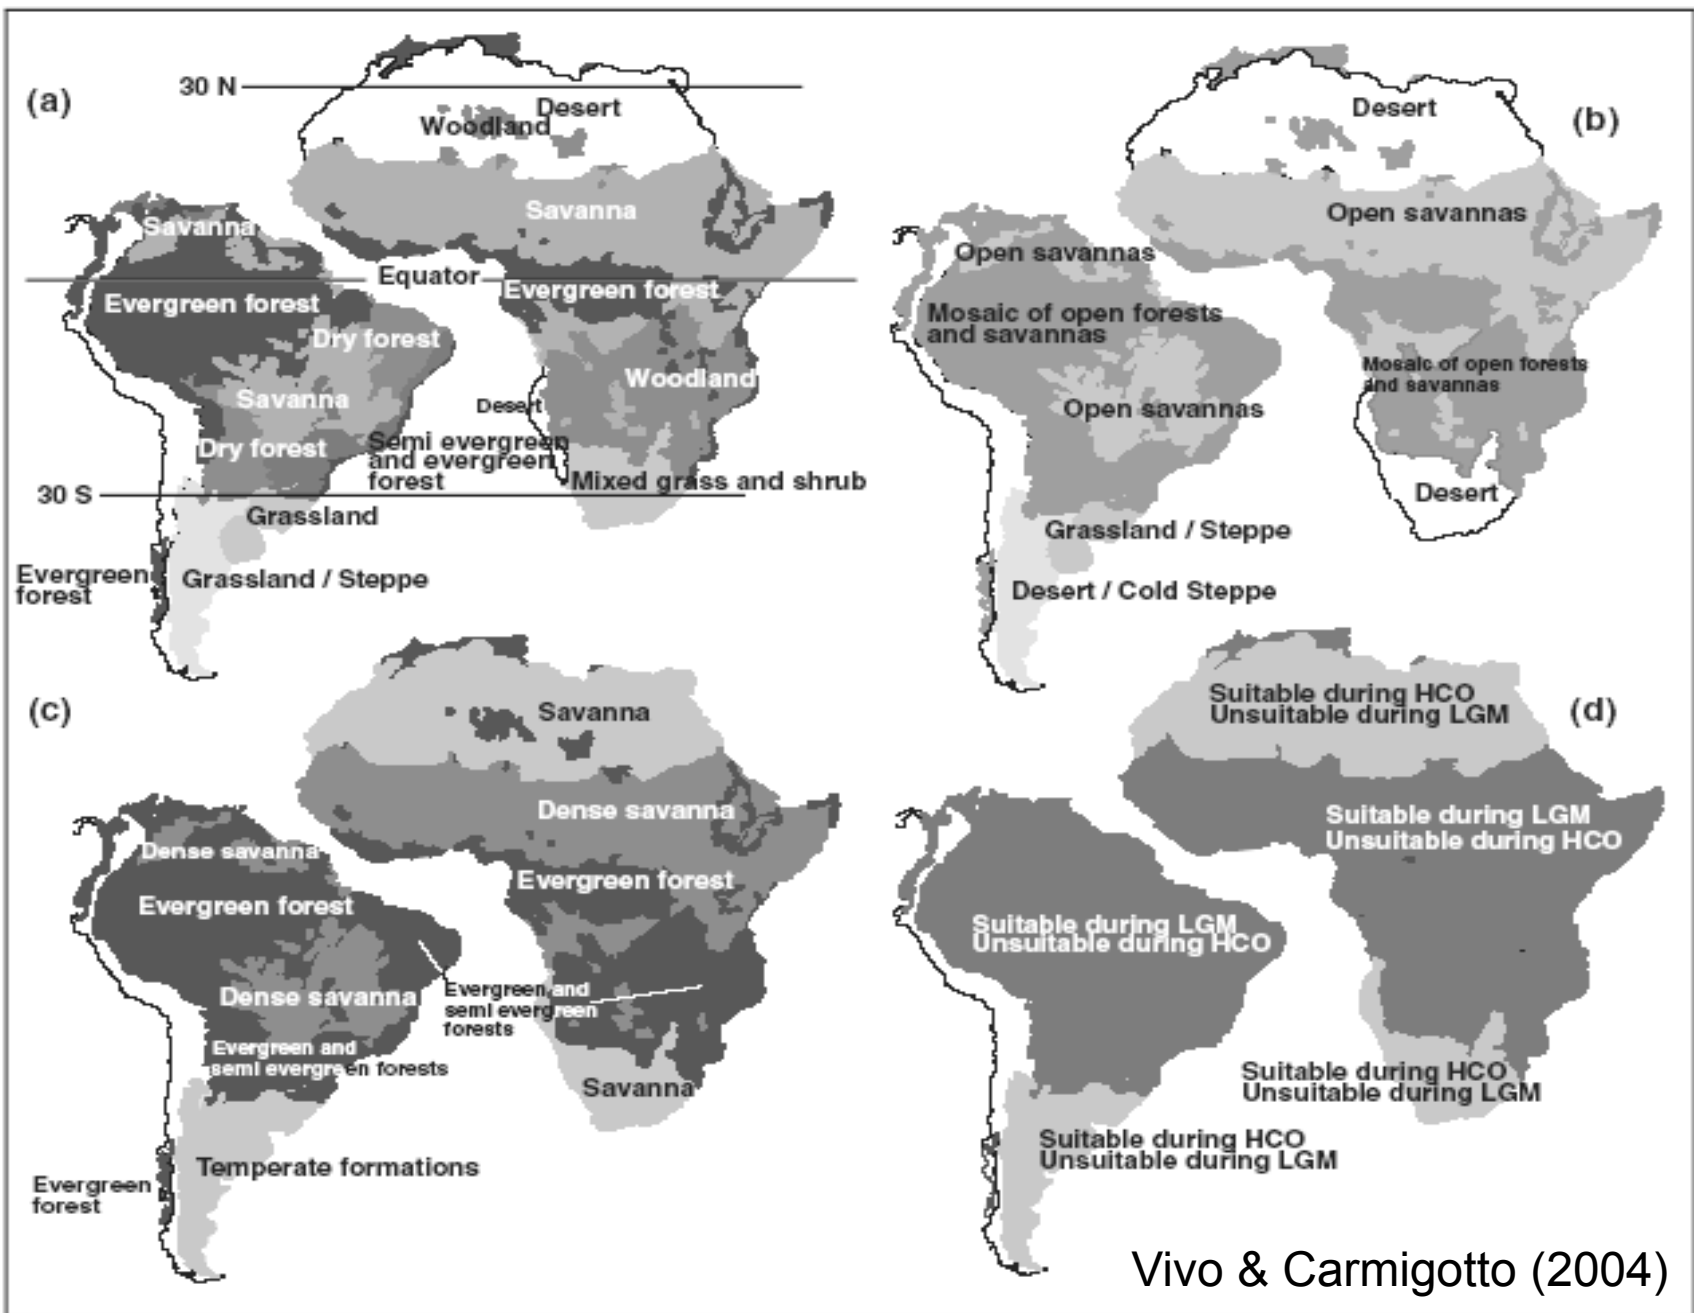 (a)
30 N
Desert
Woodland
Savanna
Savanna
Equator
Evergreen forest
Evergreen forest
Dry forest
Woodland
Savanna
Desert
Dry forest
Semi evergreen
and evergreen
forest
Mixed grass and shrub
30 S
Grassland
Evergreen
forest
Grassland / Steppe
(b)
Desert
Open savannas
Open savannas
Mosaic of open forests
and savannas
Mosaic of open forests
and savannas
Open savannas
Desert
Grassland / Steppe
Desert / Cold Steppe
(c)
Savanna
Dense savanna
Dense savanna
Evergreen forest
Evergreen forest
Dense savanna
Evergreen and
semi evergreen
forests
Evergreen and
semi evergreen forests
Savanna
Temperate formations
Evergreen
forest
(d)
Suitable during HCO
Unsuitable during LGM
Suitable during LGM
Unsuitable during HCO
Suitable during LGM
Unsuitable during HCO
Suitable during HCO
Unsuitable during LGM
Suitable during HCO
Unsuitable during LGM
Vivo & Carmigotto (2004)